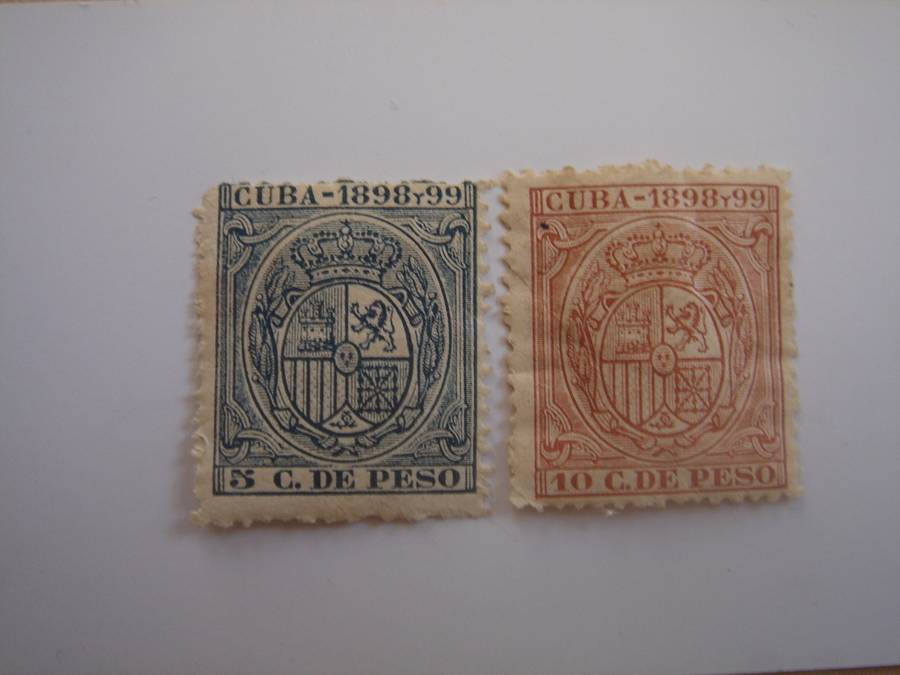 CUBA-1898Y99
5 C. DE PESO
CUBA-1898Y99
10 C. DE PESO